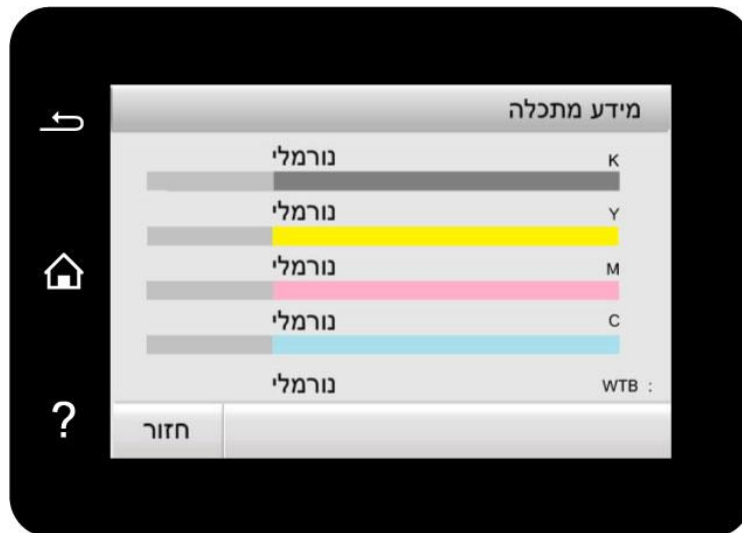 מידע מתכלה
K נורמלי
Y נורמלי
M נורמלי
C נורמלי
WTB : נורמלי
חזור
?